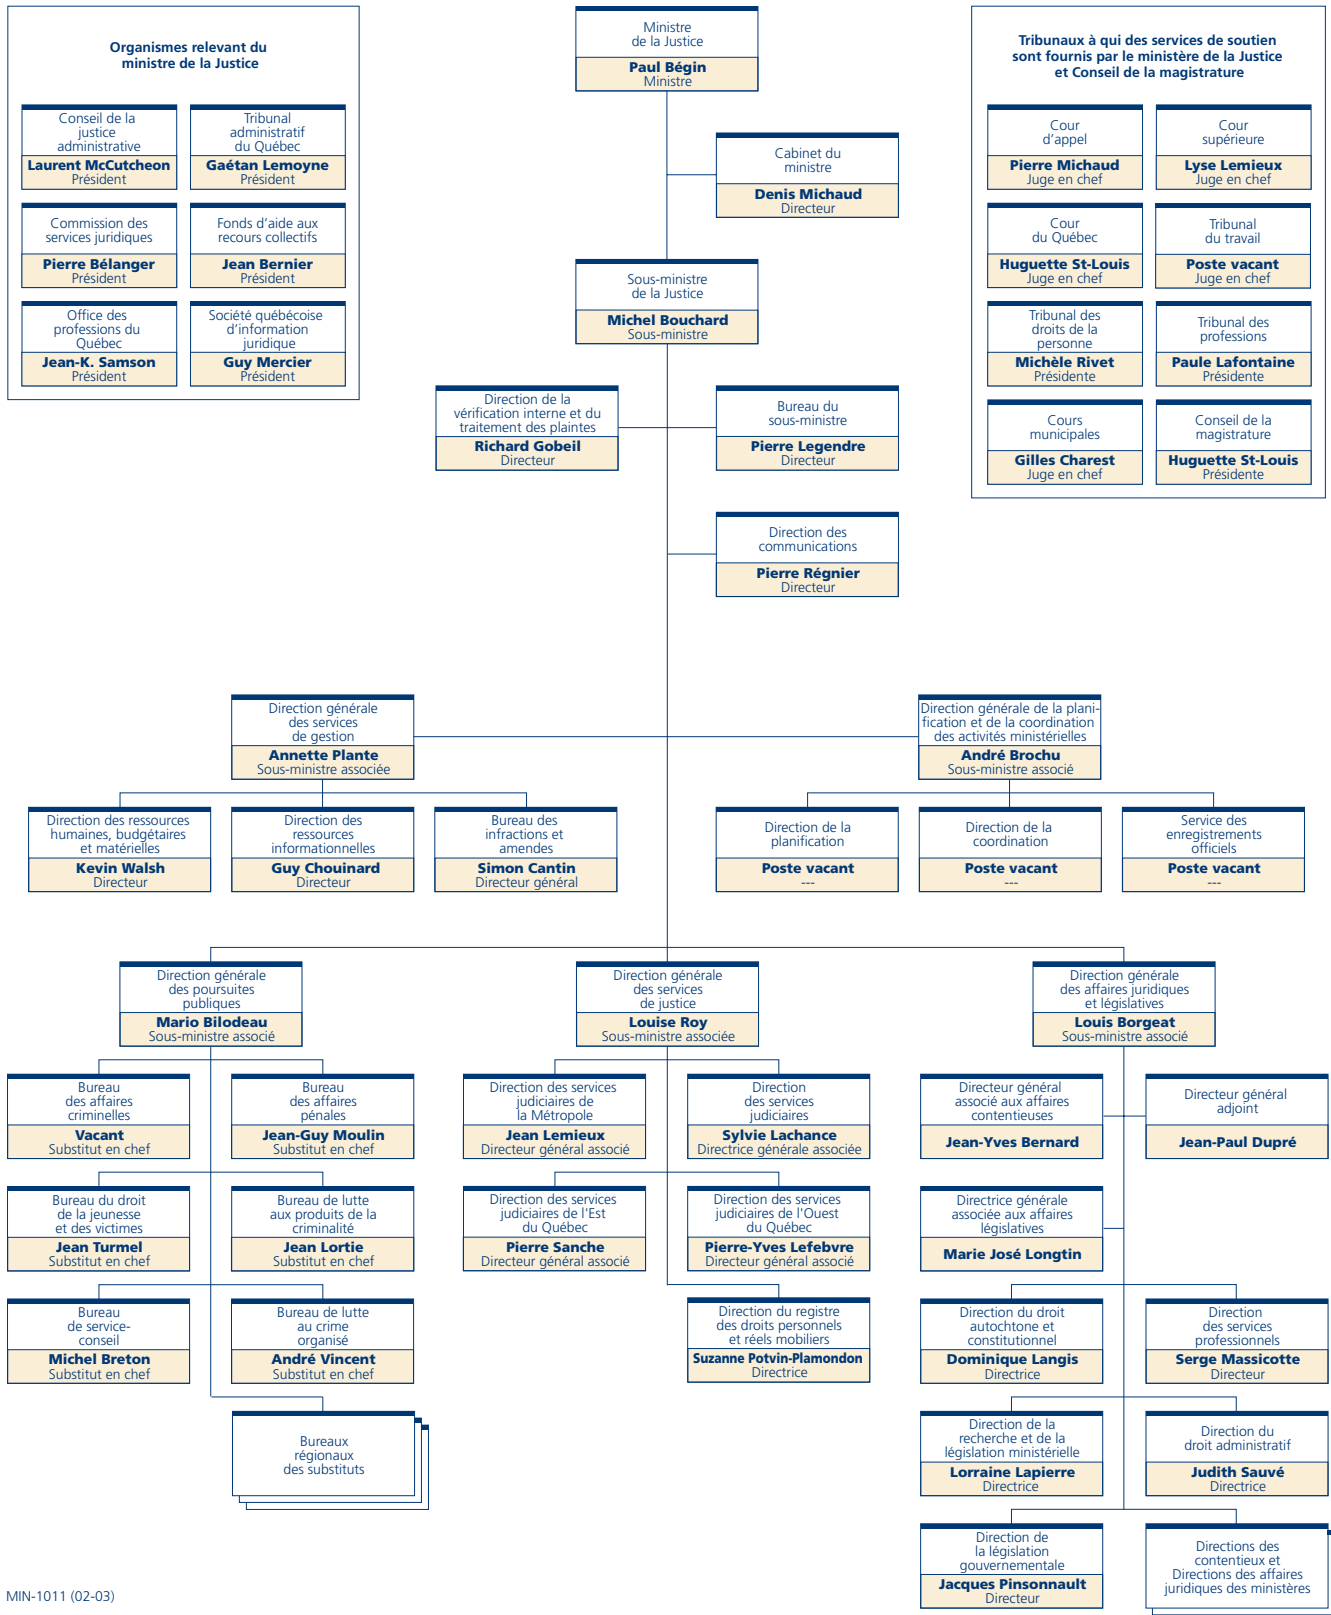 Organismes relevant du
ministre de la Justice
Conseil de la
justice
administrative
Laurent McCutcheon
Président
Tribunal
administratif
du Québec
Gaétan Lemoyne
Président
Commission des
services juridiques
Pierre Bélanger
Président
Fonds d'aide aux
recours collectifs
Jean Bernier
Président
Office des
professions du
Québec
Jean-K. Samson
Président
Société québécoise
d'information
juridique
Guy Mercier
Président
Ministre
de la Justice
Paul Bégin
Ministre
Cabinet du
ministre
Denis Michaud
Directeur
Sous-ministre
de la Justice
Michel Bouchard
Sous-ministre
Direction de la
vérification interne et du
traitement des plaintes
Richard Gobeil
Directeur
Bureau du
sous-ministre
Pierre Legendre
Directeur
Direction des
communications
Pierre Régnier
Directeur
Tribunaux à qui des services de soutien
sont fournis par le ministère de la Justice
et Conseil de la magistrature
Cour
d'appel
Pierre Michaud
Juge en chef
Cour
supérieure
Lyse Lemieux
Juge en chef
Cour
du Québec
Huguette St-Louis
Juge en chef
Tribunal
du travail
Poste vacant
Juge en chef
Tribunal des
droits de la
personne
Michèle Rivet
Présidente
Tribunal des
professions
Paule Lafontaine
Présidente
Cours
municipales
Gilles Charest
Juge en chef
Conseil de la
magistrature
Huguette St-Louis
Présidente
Direction générale
des services
de gestion
Annette Plante
Sous-ministre associée
Direction générale de la plani-
fication et de la coordination
des activités ministérielles
André Brochu
Sous-ministre associé
Direction des ressources
humaines, budgétaires
et matérielles
Kevin Walsh
Directeur
Direction des
ressources
informationnelles
Guy Chouinard
Directeur
Bureau des
infractions et
amendes
Simon Cantin
Directeur général
Direction de la
planification
Poste vacant
---
Direction de la
coordination
Poste vacant
---
Service des
enregistrements
officiels
Poste vacant
---
Direction générale
des poursuites
publiques
Mario Bilodeau
Sous-ministre associé
Direction générale
des services
de justice
Louise Roy
Sous-ministre associée
Direction générale
des affaires juridiques
et législatives
Louis Borgeat
Sous-ministre associé
Bureau
des affaires
criminelles
Vacant
Substitut en chef
Bureau
des affaires
pénales
Jean-Guy Moulin
Substitut en chef
Bureau du droit
de la jeunesse
et des victimes
Jean Turmel
Substitut en chef
Bureau de lutte
aux produits de la
criminalité
Jean Lortie
Substitut en chef
Bureau
de service-
conseil
Michel Breton
Substitut en chef
Bureau de lutte
au crime
organisé
André Vincent
Substitut en chef
Bureaux
régionaux
des substituts
Direction des services
judiciaires de
la Métropole
Jean Lemieux
Directeur général associé
Direction
des services
judiciaires
Sylvie Lachance
Directrice générale associée
Direction des services
judiciaires de l'Est
du Québec
Pierre Sanche
Directeur général associé
Direction des services
judiciaires de l'Ouest
du Québec
Pierre-Yves Lefebvre
Directeur général associé
Direction du registre
des droits personnels
et réels mobiliers
Suzanne Potvin-Plamondon
Directrice
Directeur général
associé aux affaires
contentieuses
Jean-Yves Bernard
Directeur général
adjoint
Jean-Paul Dupré
Directrice générale
associée aux affaires
législatives
Marie José Longtin
Direction du droit
autochtone et
constitutionnel
Dominique Langis
Directrice
Direction
des services
professionnels
Serge Massicotte
Directeur
Direction de la
recherche et de la
législation ministérielle
Lorraine Lapierre
Directrice
Direction du
droit administratif
Judith Sauvé
Directrice
Direction de
la législation
gouvernementale
Jacques Pinsonnault
Directeur
Directions des
contentieux et
Directions des affaires
juridiques des ministères
MIN-1011 (02-03)